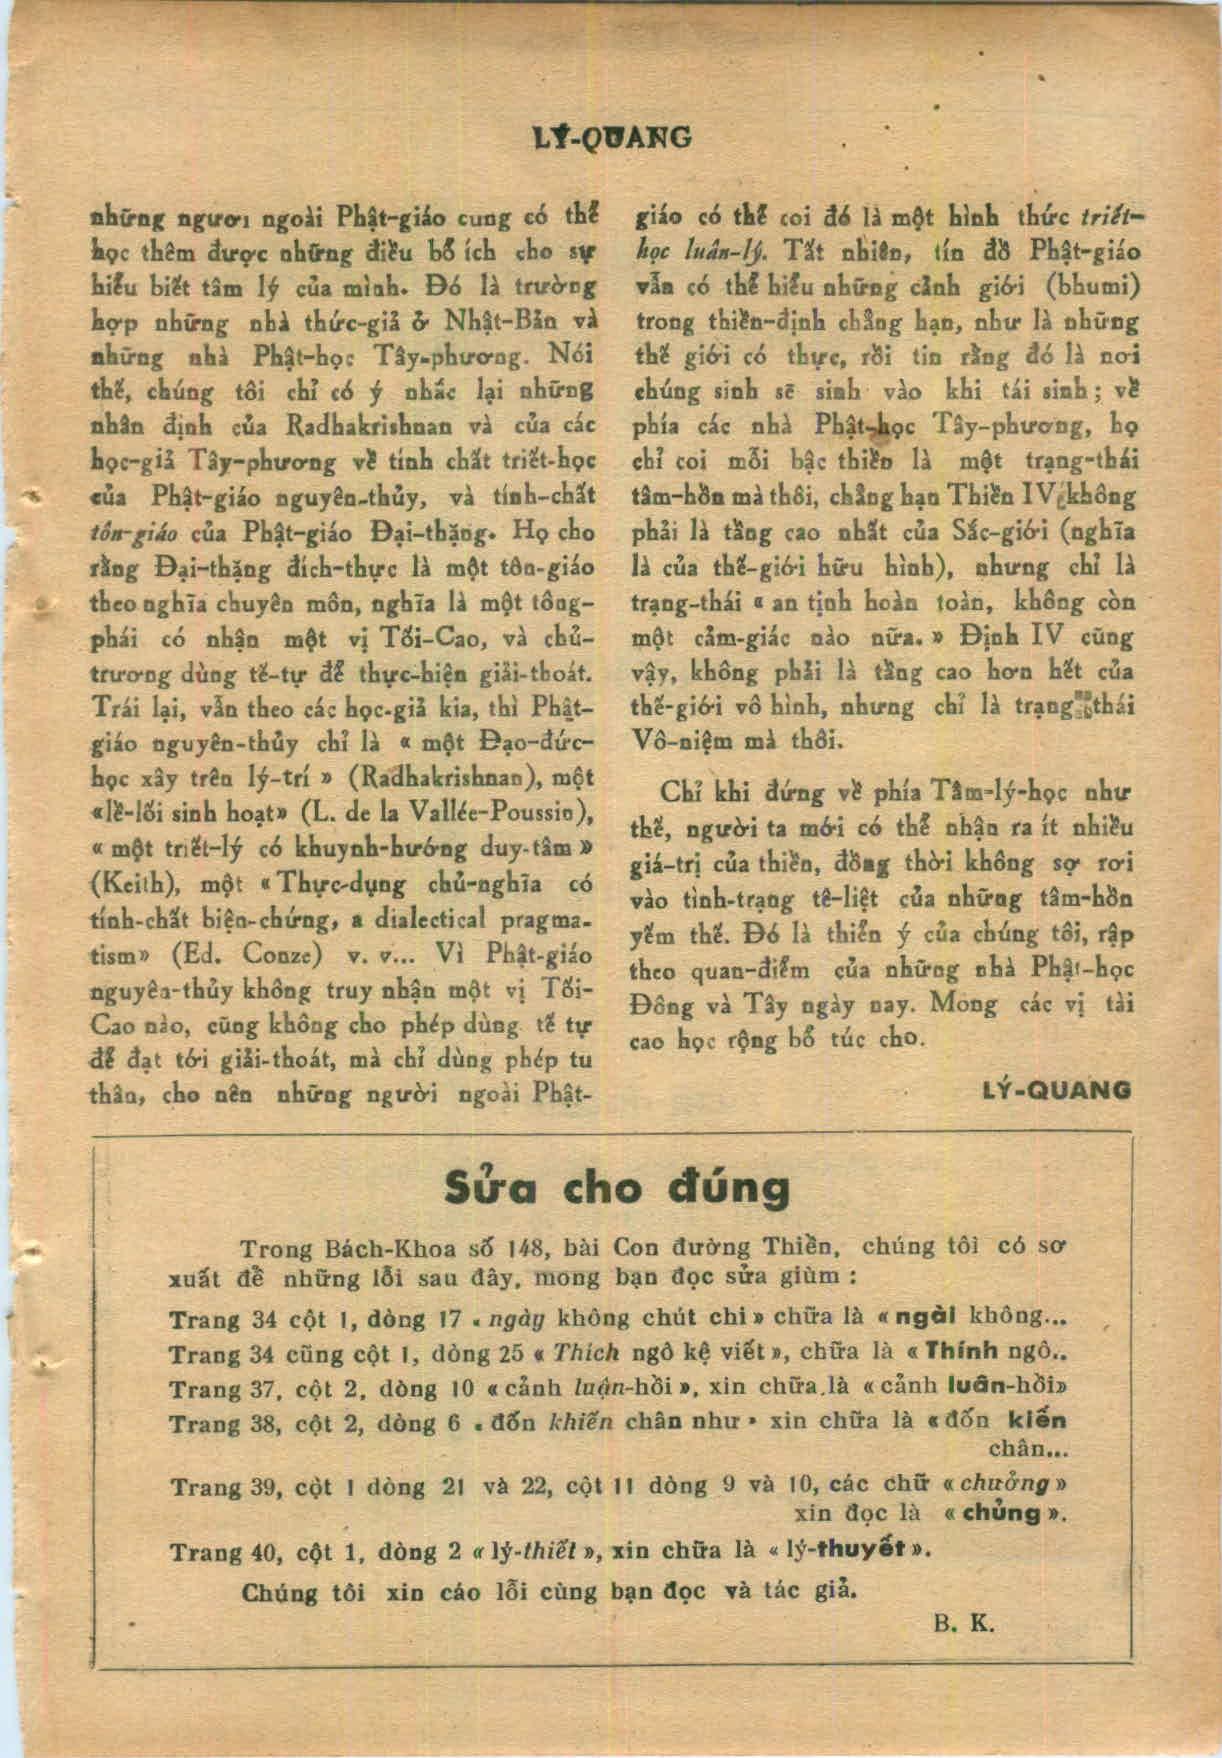 LÝ-QUANG
những ngươi ngoài Phật-giáo cung có thể
học thêm được những điều bổ ích cho sự
hiểu biết tâm lý của mình. Đó là trường
hợp những nhà thức-giả ở Nhật-Bản và
những nhà Phật-học Tây-phương. Nói
thế, chúng tôi chỉ có ý nhắc lại những
nhân định của Radhakrishnan và của các
học-giả Tây-phương về tính chất triết-học
của Phật-giáo nguyên-thủy, và tính-chất
tôn-giáo của Phật-giáo Đại-thặng. Họ cho
rằng Đại-thặng đích-thực là một tôn-giáo
theo nghĩa chuyên môn, nghĩa là một tông-
phái có nhận một vị Tối-Cao, và chủ-
trương dùng tế-tự để thực-hiện giải-thoát.
Trái lại, vẫn theo các học-giả kia, thì Phật-
giáo nguyên-thủy chỉ là « một Đạo-đức-
học xây trên lý-trí » (Radhakrishnan), một
«lề-lối sinh hoạt» (L. de la Vallée-Poussin),
« một triết-lý có khuynh-hướng duy-tâm »
(Keith), một « Thực-dụng chủ-nghĩa có
tính-chất biện-chứng, a dialectical pragma-
tism» (Ed. Conze) v. v... Vì Phật-giáo
nguyên-thủy không truy nhận một vị Tối-
Cao nào, cũng không cho phép dùng tế tự
để đạt tới giải-thoát, mà chỉ dùng phép tu
thân, cho nên những người ngoài Phật-
giáo có thể coi đó là một hình thức triết-
học luân-lý. Tất nhiên, tín đồ Phật-giáo
vẫn có thể hiểu những cảnh giới (bhumi)
trong thiền-định chẳng hạn, như là những
thế giới có thực, rồi tin rằng đó là nơi
chúng sinh sẽ sinh vào khi tái sinh ; về
phía các nhà Phật-học Tây-phương, họ
chỉ coi mỗi bậc thiền là một trạng-thái
tâm-hồn mà thôi, chẳng hạn Thiền IV không
phải là tầng cao nhất của Sắc-giới (nghĩa
là của thế-giới hữu hình), nhưng chỉ là
trạng-thái « an tịnh hoàn toàn, không còn
một cảm-giác nào nữa. » Định IV cũng
vậy, không phải là tầng cao hơn hết của
thế-giới vô hình, nhưng chỉ là trạng thái
Vô-niệm mà thôi.
Chỉ khi đứng về phía Tâm-lý-học như
thế, người ta mới có thể nhận ra ít nhiều
giá-trị của thiền, đồng thời không sợ rơi
vào tình-trạng tê-liệt của những tâm-hồn
yếm thế. Đó là thiển ý của chúng tôi, rập
theo quan-điểm của những nhà Phật-học
Đông và Tây ngày nay. Mong các vị tài
cao học rộng bổ túc cho.
LÝ-QUANG
Sửa cho đúng
Trong Bách-Khoa số 148, bài Con đường Thiền, chúng tôi có sơ
xuất để những lỗi sau đây, mong bạn đọc sửa giùm :
Trang 34 cột 1, dòng 17 « ngày không chút chi » chữa là « ngài không...
Trang 34 cũng cột 1, dòng 25 « Thich ngô kệ viết », chữa là « Thính ngô..
Trang 37, cột 2, dòng 10 « cảnh luận-hồi », xin chữa là « cảnh luân-hồi»
Trang 38, cột 2, dòng 6 « đốn khiến chân như » xin chữa là « đốn kiến
chân...
Trang 39, cột 1 dòng 21 và 22, cột 11 dòng 9 và 10, các chữ « chưởng »
xin đọc là « chủng ».
Trang 40, cột 1, dòng 2 « lý-thiết », xin chữa là « lý-thuyết ».
Chúng tôi xin cáo lỗi cùng bạn đọc và tác giả.
B. K.